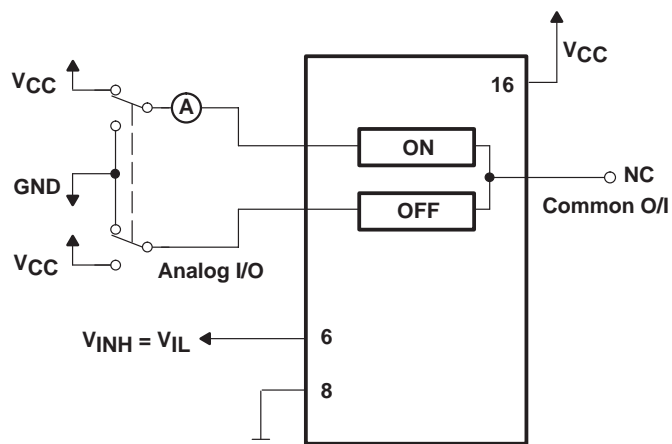 VCC
VCC
16
A
ON
NC
GND
OFF
Common O/I
VCC
Analog I/O
VINH = VIL
6
8